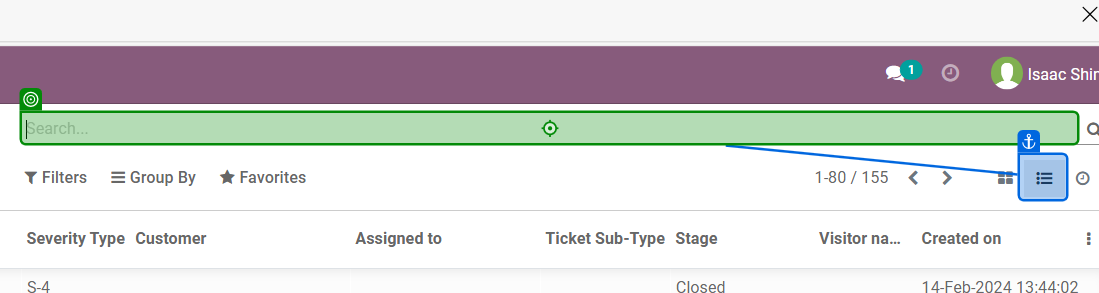 1
Isaac Shin
Search...
Filters Group By Favorites 1-80 / 155
Severity Type Customer Assigned to Ticket Sub-Type Stage Visitor na... Created on
S-4 Closed 14-Feb-2024 13:44:02